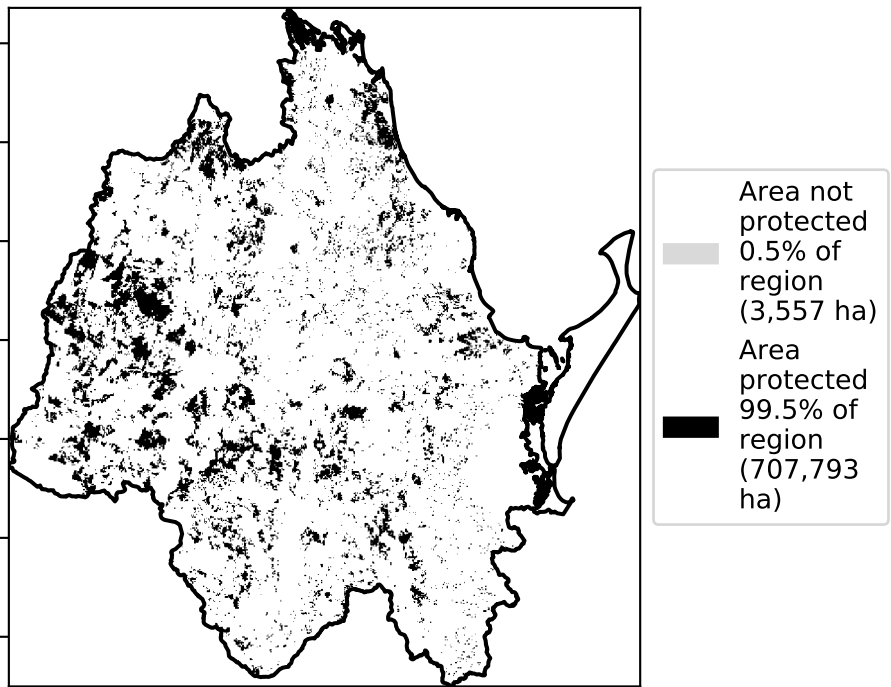 Area not
protected
0.5% of
region
(3,557 ha)
Area
protected
99.5% of
region
(707,793
ha)